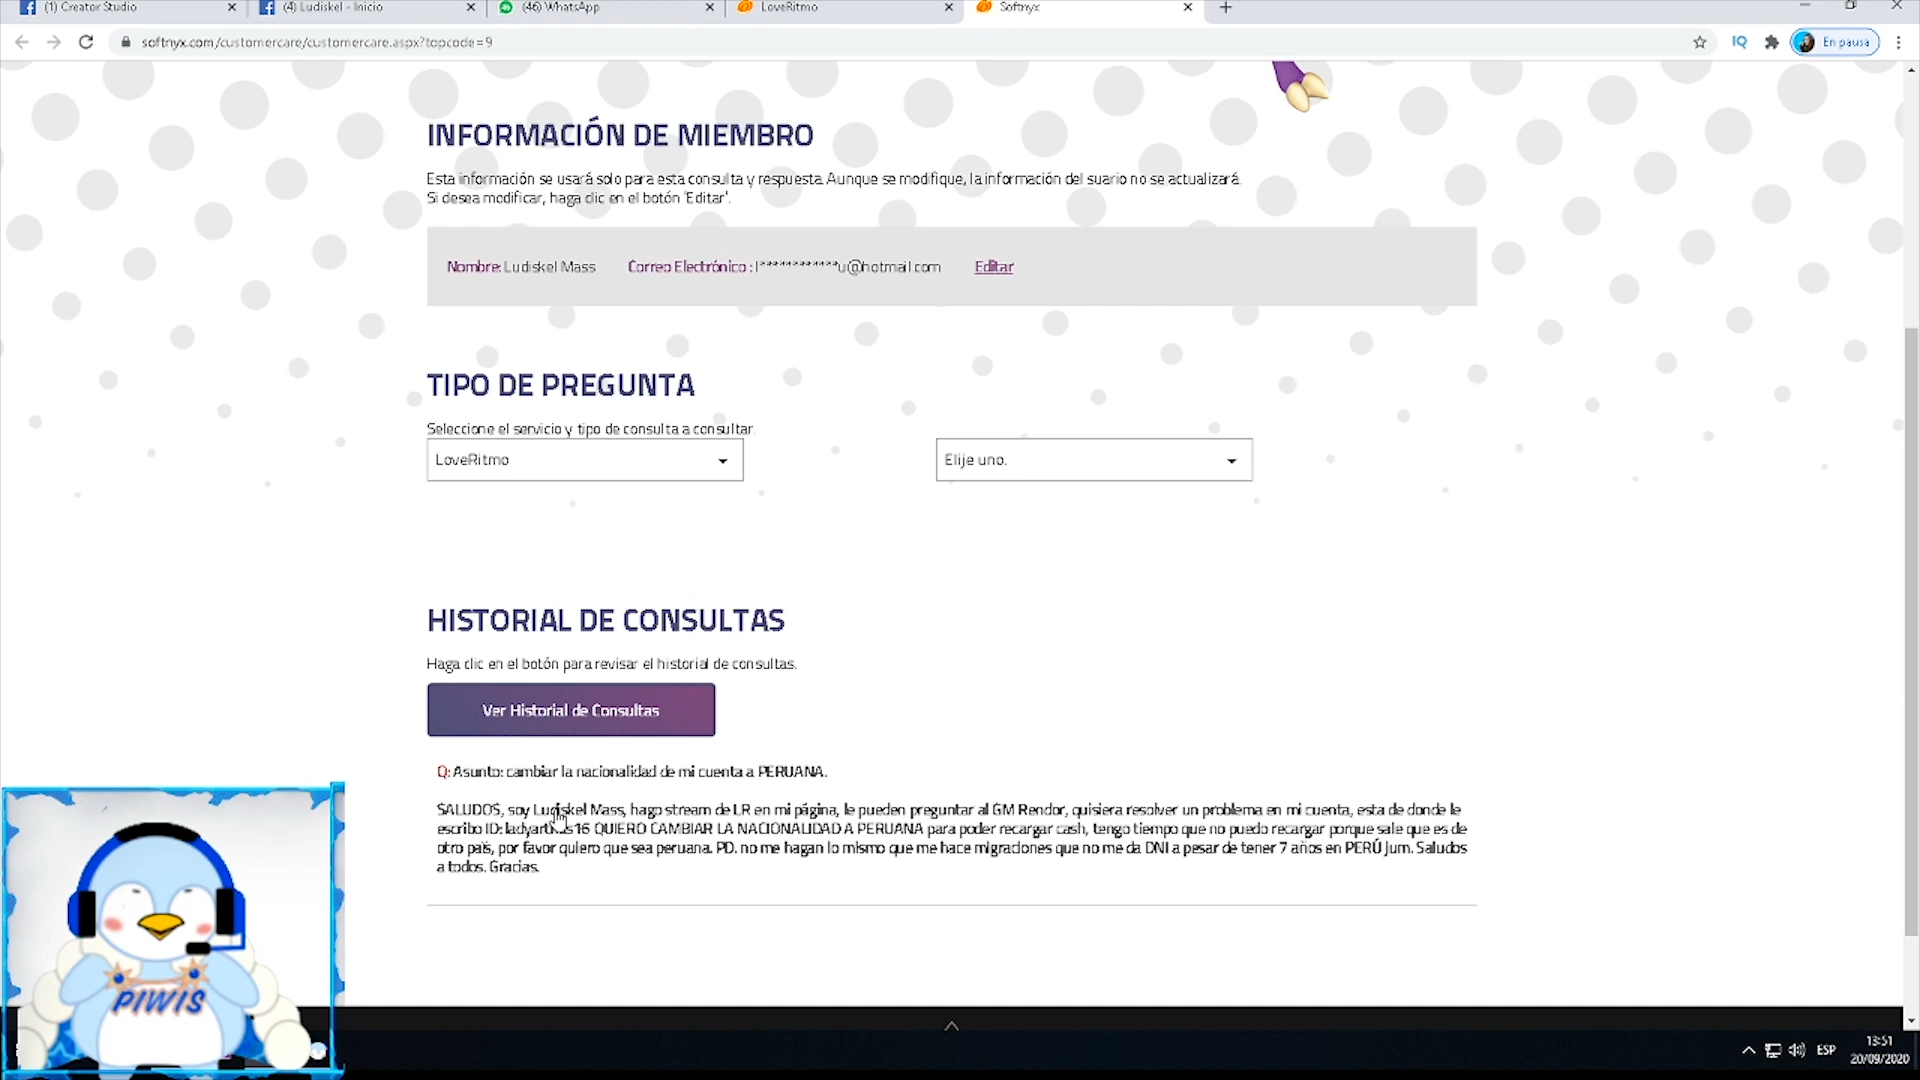 (1) Creator Studio
(4) Ludiskel - Inicio
(46) WhatsApp
LoveRitmo
Softnyx
softnyx.com/customercare/customercare.aspx?topcode=9
IQ
En pausa
INFORMACIÓN DE MIEMBRO
Esta información se usará solo para esta consulta y respuesta. Aunque se modifique, la información del suario no se actualizará.
Si desea modificar, haga clic en el botón 'Editar'.
Nombre: Ludiskel Mass Correo Electrónico : l************u@hotmail.com Editar
TIPO DE PREGUNTA
Seleccione el servicio y tipo de consulta a consultar.
LoveRitmo
Elije uno.
HISTORIAL DE CONSULTAS
Haga clic en el botón para revisar el historial de consultas.
Ver Historial de Consultas
Q: Asunto: cambiar la nacionalidad de mi cuenta a PERUANA.
SALUDOS, soy Ludiskel Mass, hago stream de LR en mi página, le pueden preguntar al GM Rendor, quisiera resolver un problema en mi cuenta, esta de donde le
escribo ID: QUIERO CAMBIAR LA NACIONALIDAD A PERUANA para poder recargar cash, tengo tiempo que no puedo recargar porque sale que es de
otro país, por favor quiero que sea peruana. PD. no me hagan lo mismo que me hace migraciones que no me da DNI a pesar de tener 7 años en PERÚ jum. Saludos
a todos. Gracias.
PIWIS
ESP
13:51
20/09/2020